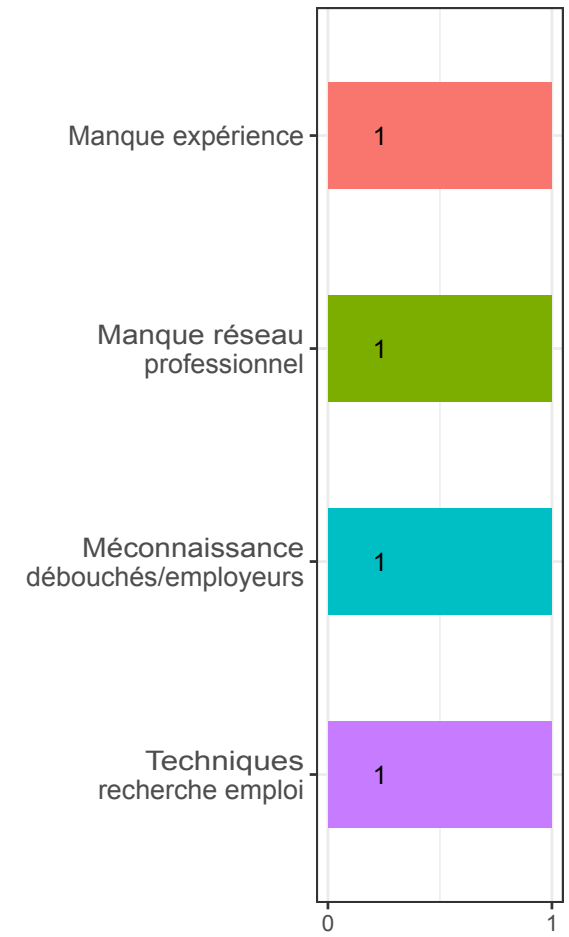 Manque expérience
1
Manque réseau
professionnel
1
Méconnaissance
débouchés/employeurs
1
Techniques
recherche emploi
1
0
1